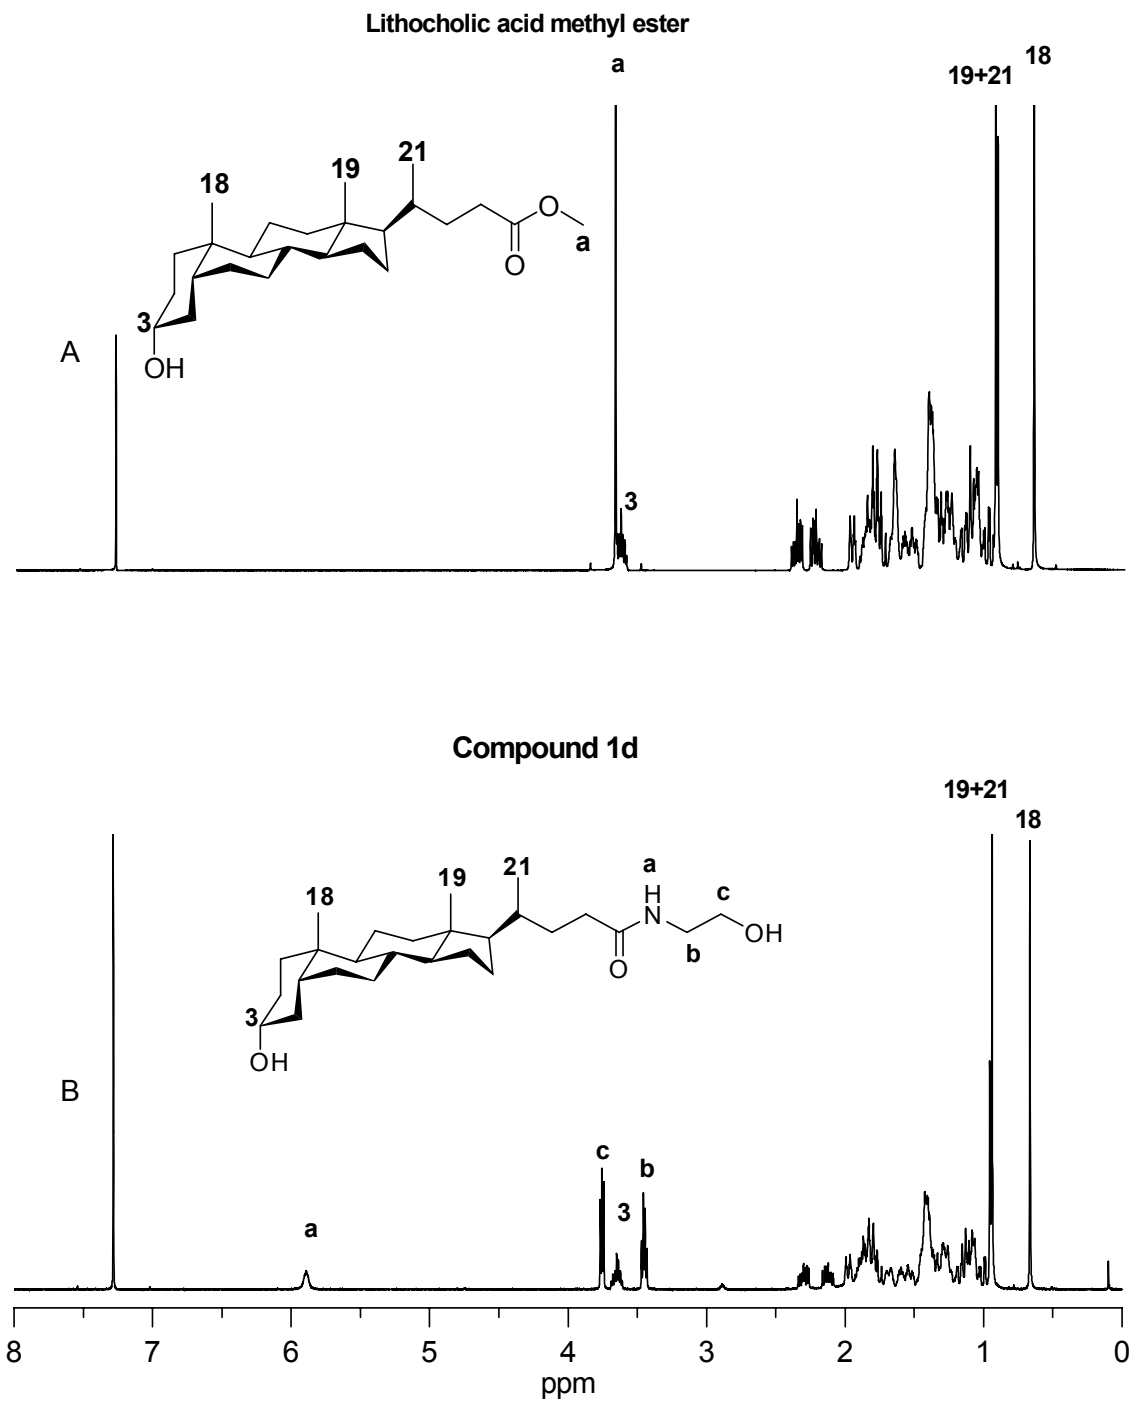 Lithocholic acid methyl ester
a
19+21
18
21
19
18
O
a
O
3
A
OH
3
Compound 1d
19+21
18
a
21
19
18
H
N
c
OH
b
O
3
OH
B
c
b
3
a
8 7 6 5 4 3 2 1 0
ppm